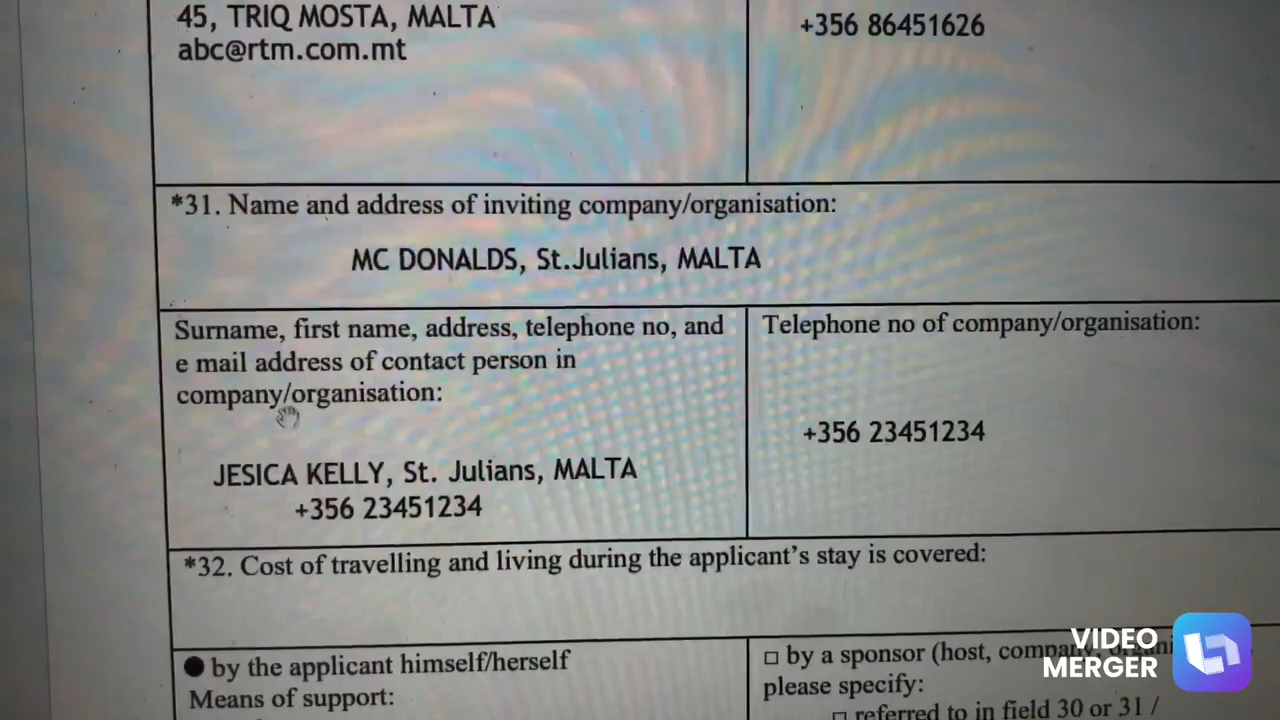 45, TRIQ MOSTA, MALTA
abc@rtm.com.mt
+356 86451626
*31. Name and address of inviting company/organisation:
MC DONALDS, St.Julians, MALTA
Surname, first name, address, telephone no, and
e mail address of contact person in
company/organisation:
JESICA KELLY, St. Julians, MALTA
+356 23451234
Telephone no of company/organisation:
+356 23451234
*32. Cost of travelling and living during the applicant's stay is covered:
by the applicant himself/herself
Means of support:
□ by a sponsor (host, company,
please specify:
□ referred to in field 30 or 31 /
VIDEO
MERGER